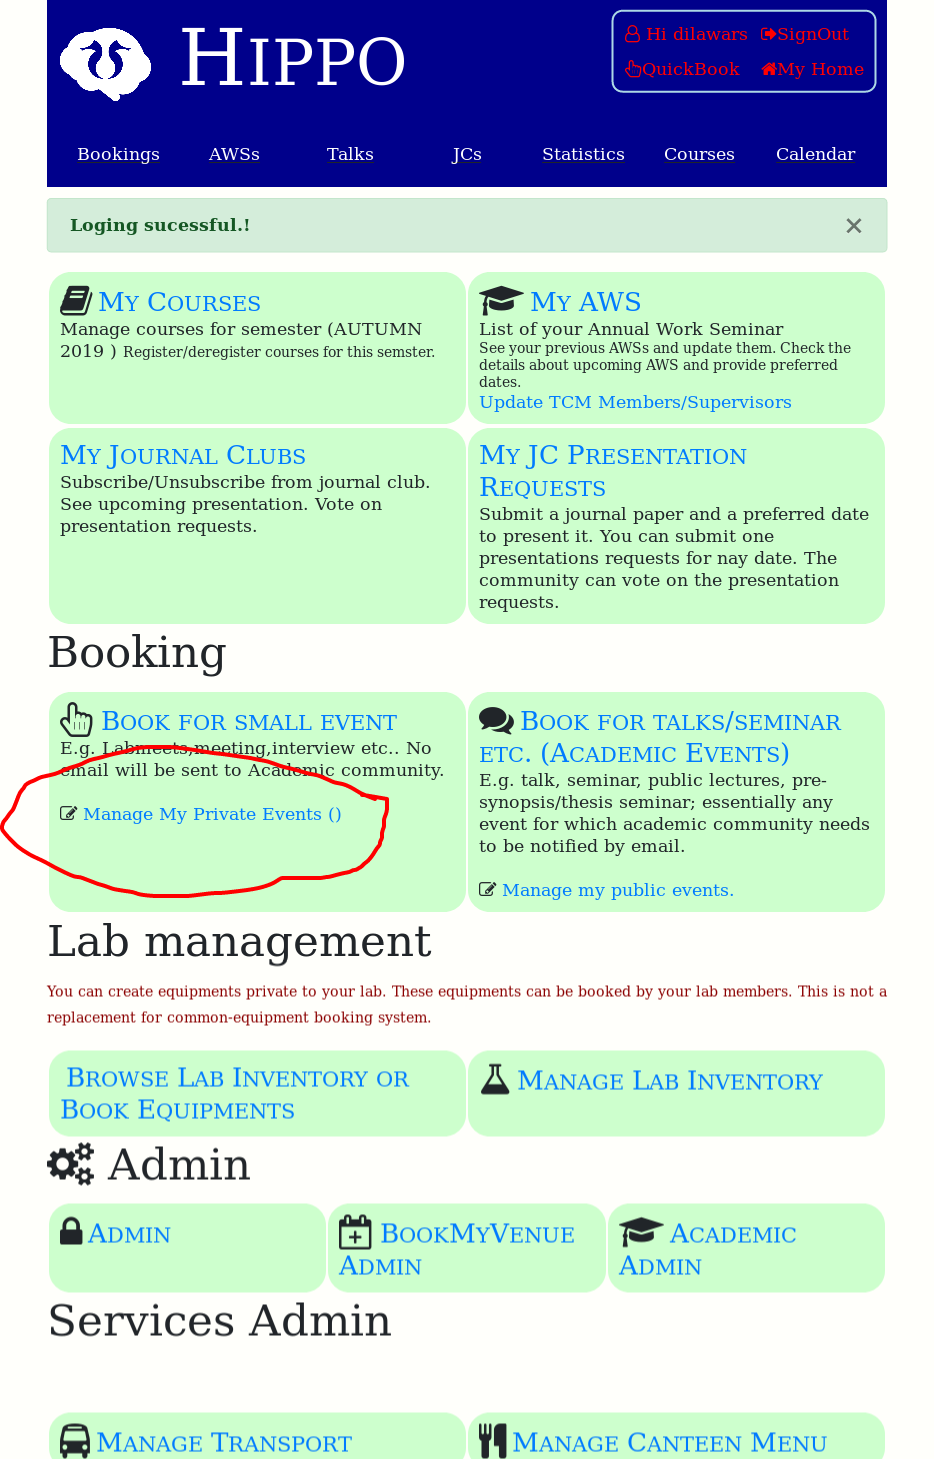 HIPPO
Hi dilawars SignOut
QuickBook My Home
Bookings AWSs Talks JCs Statistics Courses Calendar
Loging sucessful.! ×
MY COURSES
Manage courses for semester (AUTUMN
2019 ) Register/deregister courses for this semster.
MY AWS
List of your Annual Work Seminar
See your previous AWSs and update them. Check the
details about upcoming AWS and provide preferred
dates.
Update TCM Members/Supervisors
MY JOURNAL CLUBS
Subscribe/Unsubscribe from journal club.
See upcoming presentation. Vote on
presentation requests.
MY JC PRESENTATION
REQUESTS
Submit a journal paper and a preferred date
to present it. You can submit one
presentations requests for nay date. The
community can vote on the presentation
requests.
Booking
BOOK FOR SMALL EVENT
E.g. Labmeets,meeting,interview etc.. No
email will be sent to Academic community.
Manage My Private Events ()
BOOK FOR TALKS/SEMINAR
ETC. (ACADEMIC EVENTS)
E.g. talk, seminar, public lectures, pre-
synopsis/thesis seminar; essentially any
event for which academic community needs
to be notified by email.
Manage my public events.
Lab management
You can create equipments private to your lab. These equipments can be booked by your lab members. This is not a
replacement for common-equipment booking system.
BROWSE LAB INVENTORY OR
BOOK EQUIPMENTS
MANAGE LAB INVENTORY
Admin
ADMIN
BOOKMYVENUE
ADMIN
ACADEMIC
ADMIN
Services Admin
MANAGE TRANSPORT
MANAGE CANTEEN MENU